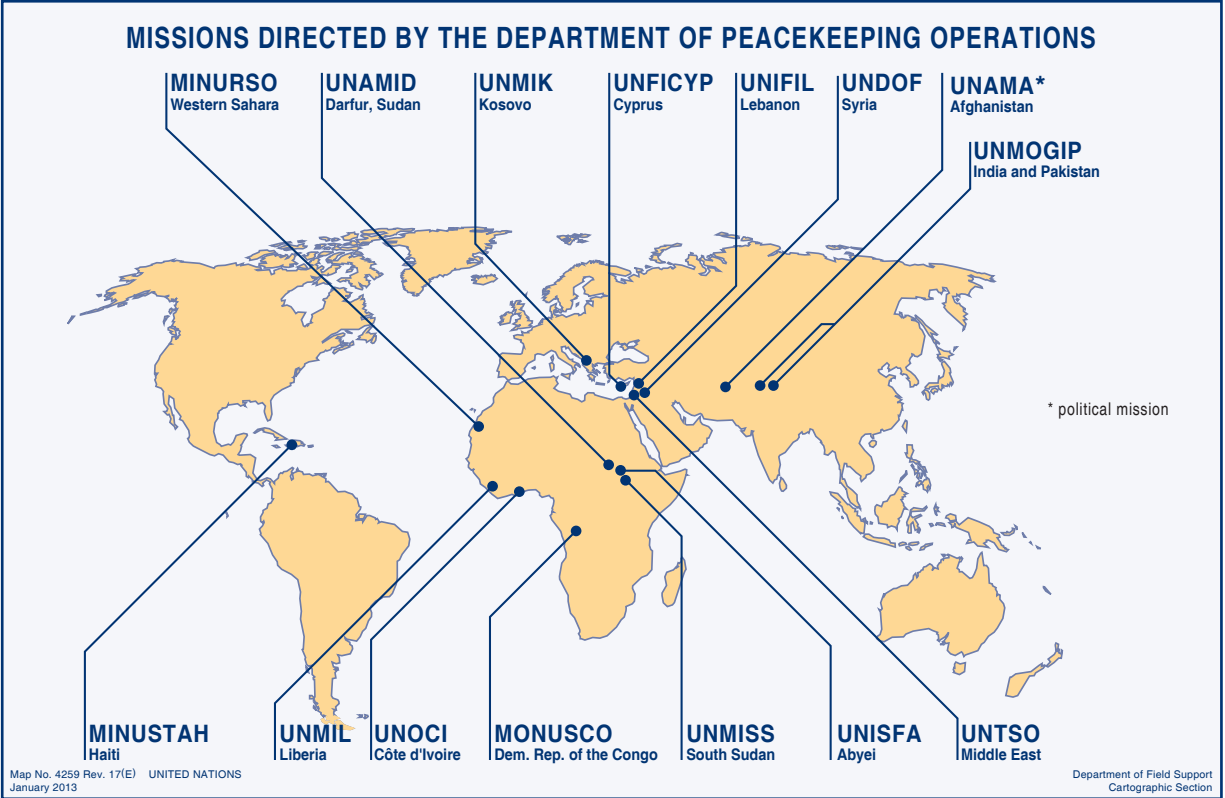 MISSIONS DIRECTED BY THE DEPARTMENT OF PEACEKEEPING OPERATIONS
MINURSO
Western Sahara
UNAMID
Darfur, Sudan
UNMIK
Kosovo
UNFICYP
Cyprus
UNIFIL
Lebanon
UNDOF
Syria
UNAMA*
Afghanistan
UNMOGIP
India and Pakistan
* political mission
MINUSTAH
Haiti
UNMIL
Liberia
UNOCI
Côte d'Ivoire
MONUSCO
Dem. Rep. of the Congo
UNMISS
South Sudan
UNISFA
Abyei
UNTSO
Middle East
Map No. 4259 Rev. 17(E) UNITED NATIONS
January 2013
Department of Field Support
Cartographic Section